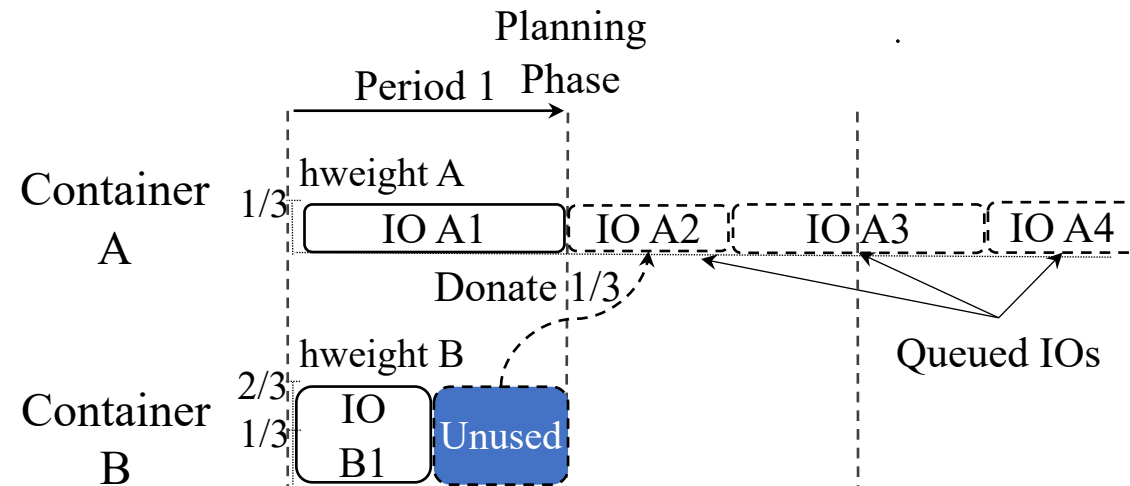 Planning
Phase
Period 1
hweight A
Container
A
1/3
IO A1
IO A2
IO A3
IO A4
Donate 1/3
Queued IOs
hweight B
Container
B
2/3
1/3
IO
B1
Unused